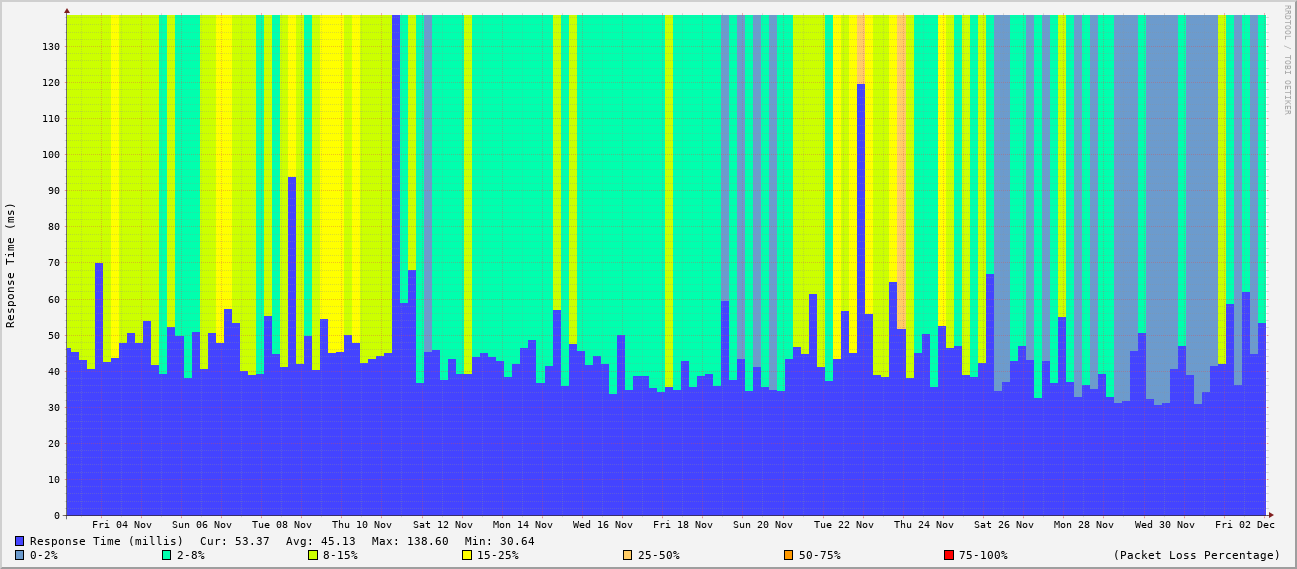 RRDTOOL / TOBI OETIKER
Response Time (ms)
130
120
110
100
90
80
70
60
50
40
30
20
10
0
Fri 04 Nov Sun 06 Nov Tue 08 Nov Thu 10 Nov Sat 12 Nov Mon 14 Nov Wed 16 Nov Fri 18 Nov Sun 20 Nov Tue 22 Nov Thu 24 Nov Sat 26 Nov Mon 28 Nov Wed 30 Nov Fri 02 Dec
Response Time (millis) Cur: 53.37 Avg: 45.13 Max: 138.60 Min: 30.64
0-2% 2-8% 8-15% 15-25% 25-50% 50-75% 75-100% (Packet Loss Percentage)